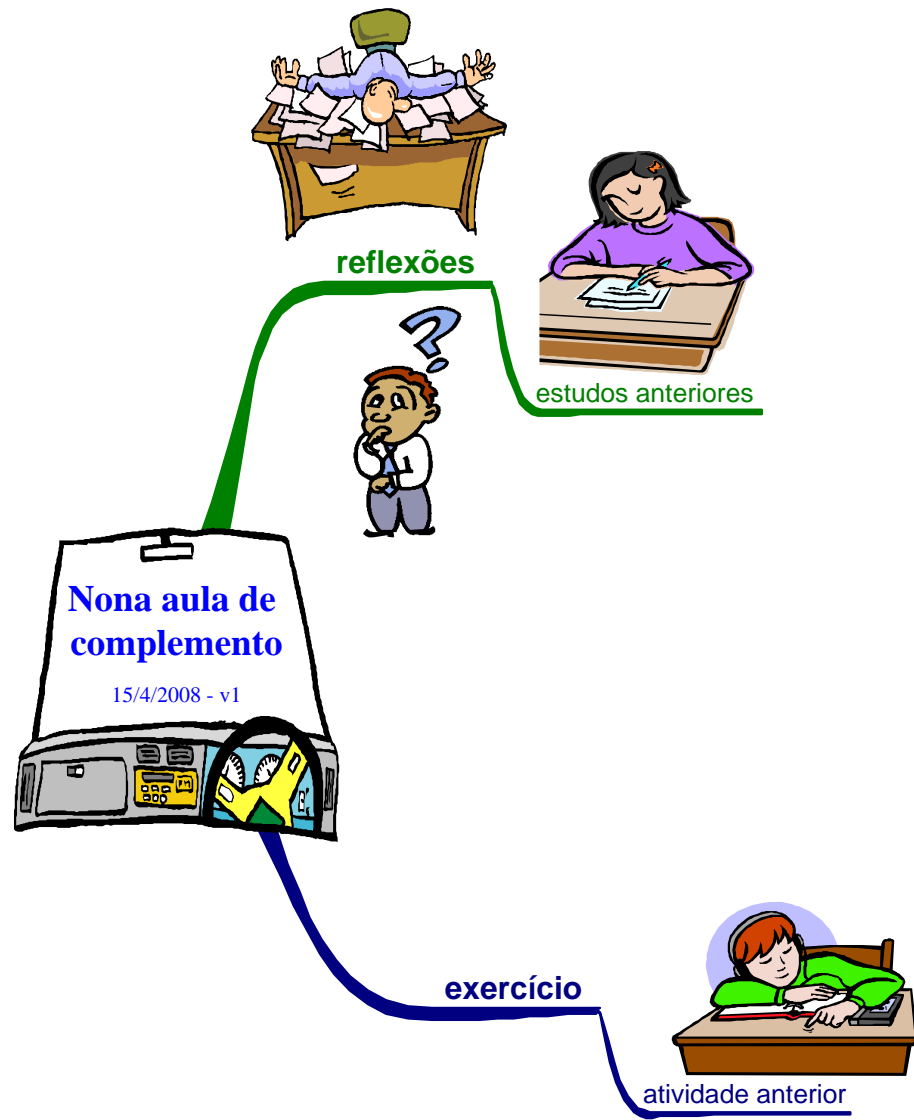 reflexões
estudos anteriores
Nona aula de
complemento
15/4/2008 - v1
exercício
atividade anterior